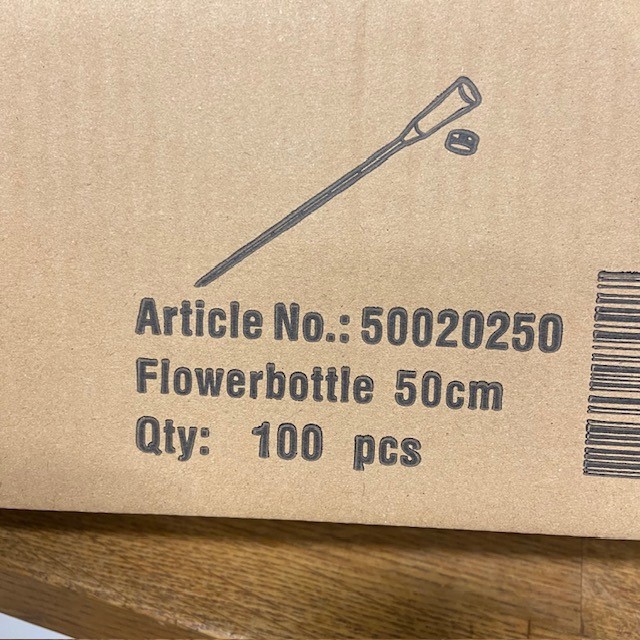 Article No.: 50020250
Flowerbottle 50cm
Qty: 100 pcs